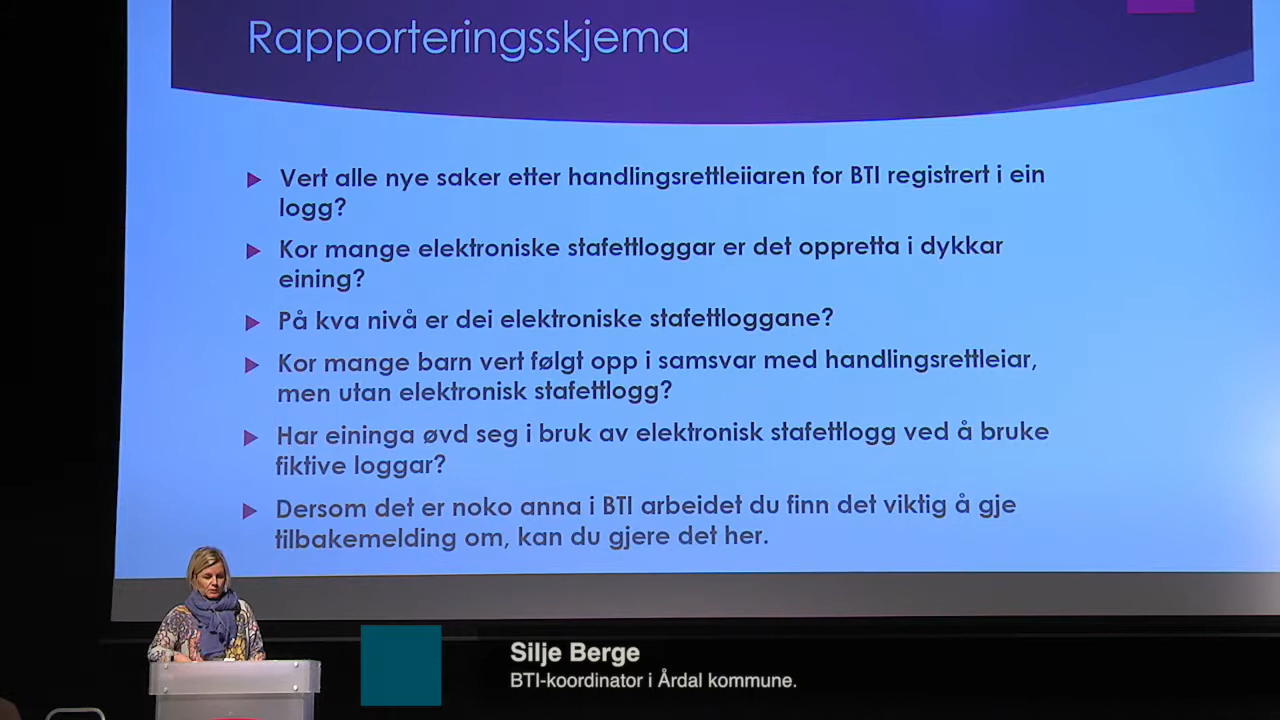 Rapporteringsskjema
Vert alle nye saker etter handlingsrettleiiaren for BTI registrert i ein
logg?
Kor mange elektroniske stafettloggar er det oppretta i dykkar
eining?
På kva nivå er dei elektroniske stafettloggane?
Kor mange barn vert følgt opp i samsvar med handlingsrettleiar,
men utan elektronisk stafettlogg?
Har eininga øvd seg i bruk av elektronisk stafettlogg ved å bruke
fiktive loggar?
Dersom det er noko anna i BTI arbeidet du finn det viktig å gje
tilbakemelding om, kan du gjere det her.
Silje Berge
BTI-koordinator i Årdal kommune.